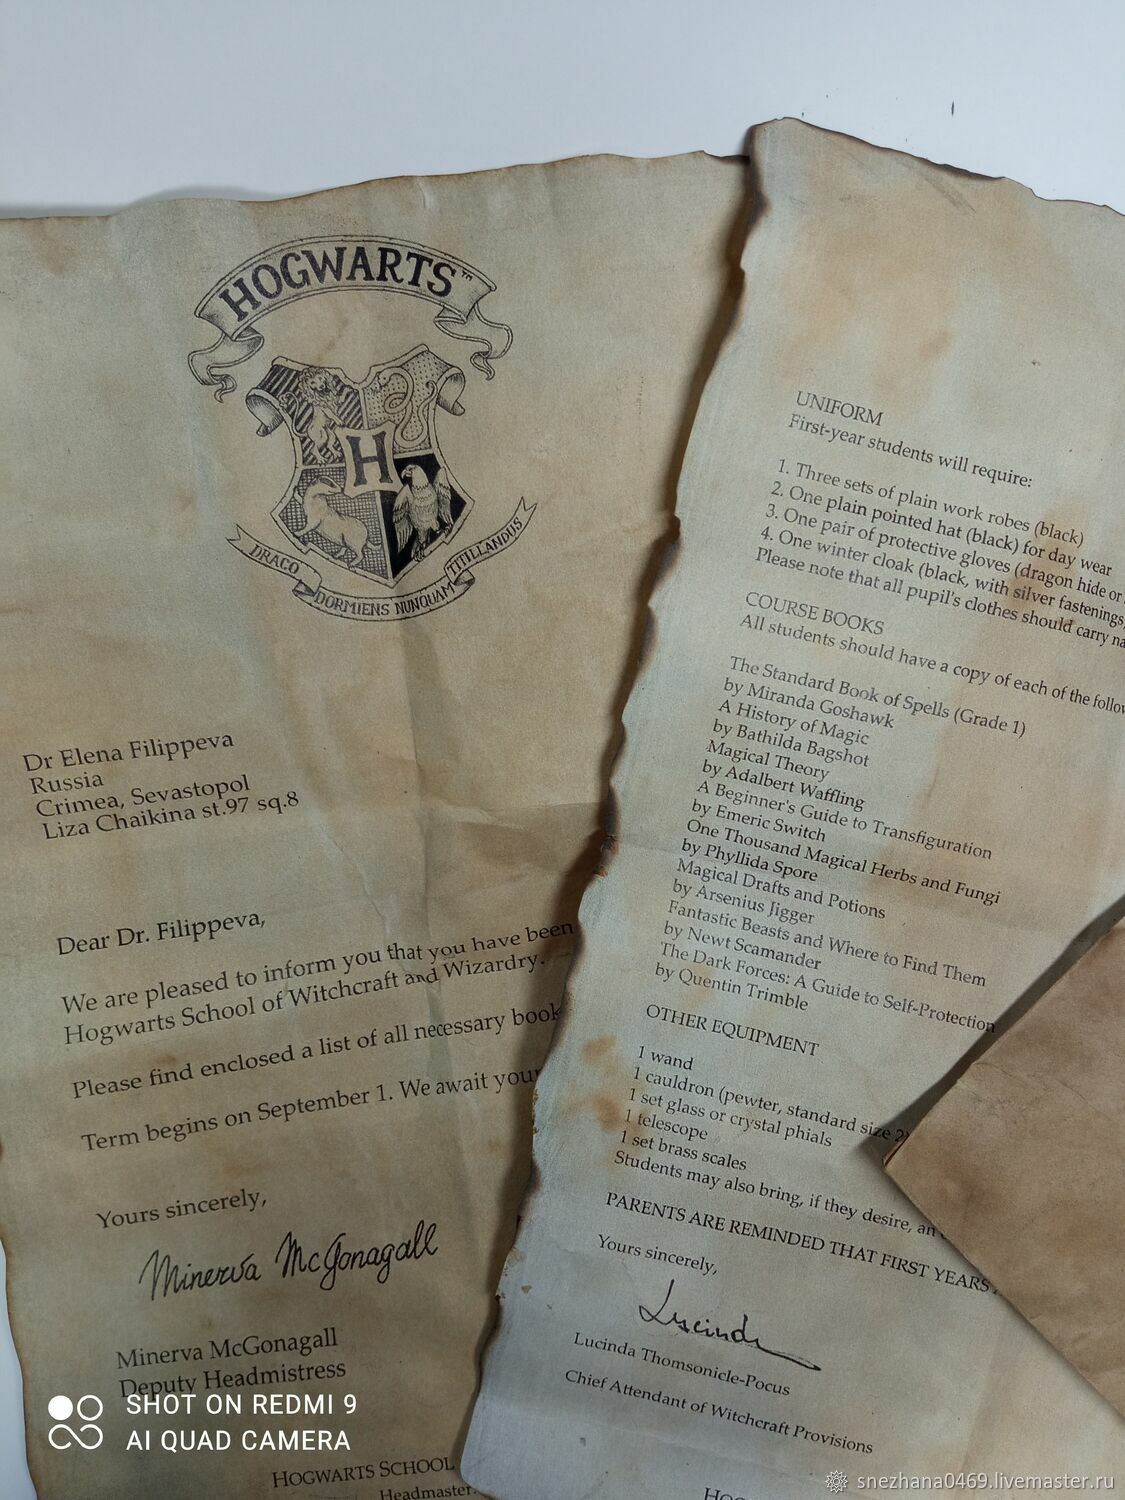 HOGWARTS™
H
DRACO DORMIENS NUNQUAM TITILLANDUS
Dr Elena Filippeva
Russia
Crimea, Sevastopol
Liza Chaikina st.97 sq.8
Dear Dr. Filippeva,
We are pleased to inform you that you have been
Hogwarts School of Witchcraft and Wizardry.
Please find enclosed a list of all necessary book
Term begins on September 1. We await your
Yours sincerely,
Minerva McGonagall
Minerva McGonagall
Deputy Headmistress
HOGWARTS SCHOOL
Headmaster:
UNIFORM
First-year students will require:
1. Three sets of plain work robes (black)
2. One plain pointed hat (black) for day wear
3. One pair of protective gloves (dragon hide or
4. One winter cloak (black, with silver fastenings
Please note that all pupil's clothes should carry na
COURSE BOOKS
All students should have a copy of each of the follow
The Standard Book of Spells (Grade 1)
by Miranda Goshawk
A History of Magic
by Bathilda Bagshot
Magical Theory
by Adalbert Waffling
A Beginner's Guide to Transfiguration
by Emeric Switch
One Thousand Magical Herbs and Fungi
by Phyllida Spore
Magical Drafts and Potions
by Arsenius Jigger
Fantastic Beasts and Where to Find Them
by Newt Scamander
The Dark Forces: A Guide to Self-Protection
by Quentin Trimble
OTHER EQUIPMENT
1 wand
1 cauldron (pewter, standard size 2)
1 set glass or crystal phials
1 telescope
1 set brass scales
Students may also bring, if they desire, an
PARENTS ARE REMINDED THAT FIRST YEARS
Yours sincerely,
Lucinda
Lucinda Thomsonicle-Pocus
Chief Attendant of Witchcraft Provisions
HOG
SHOT ON REDMI 9
AI QUAD CAMERA
snezhana0469.livemaster.ru